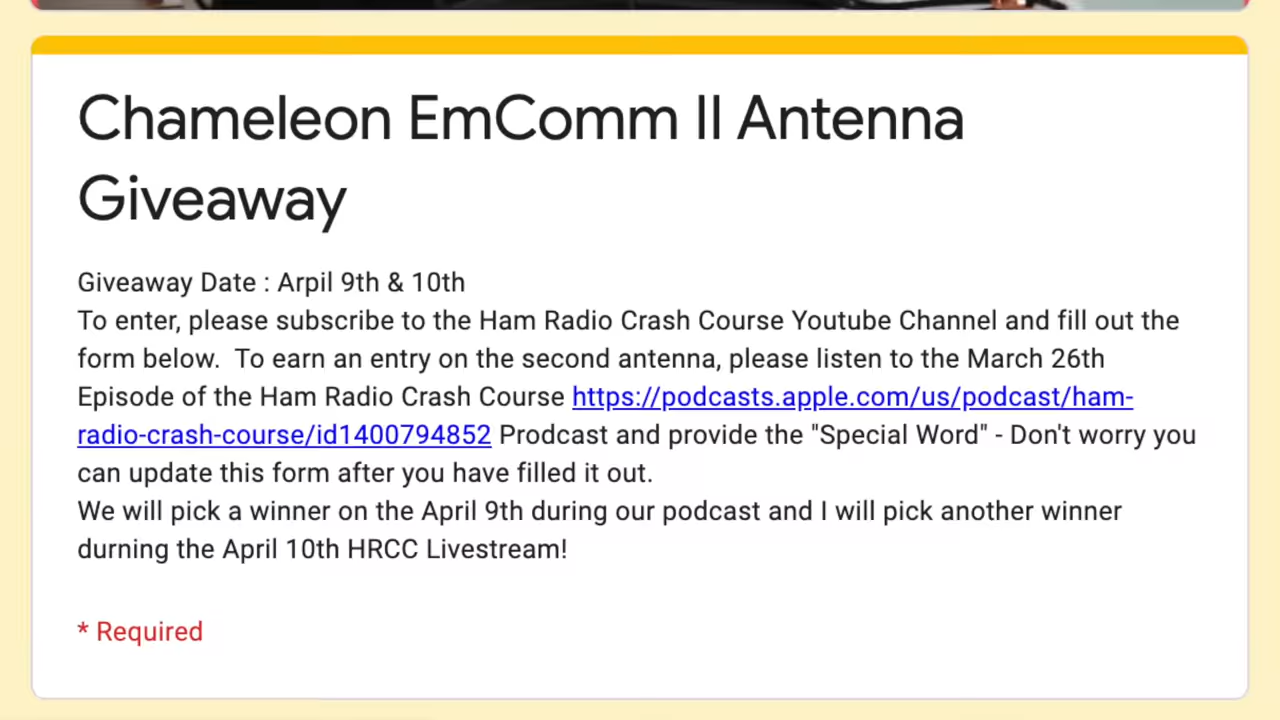 Chameleon EmComm II Antenna
Giveaway
Giveaway Date : Arpil 9th & 10th
To enter, please subscribe to the Ham Radio Crash Course Youtube Channel and fill out the
form below.  To earn an entry on the second antenna, please listen to the March 26th
Episode of the Ham Radio Crash Course https://podcasts.apple.com/us/podcast/ham-
radio-crash-course/id1400794852 Prodcast and provide the "Special Word" - Don't worry you
can update this form after you have filled it out.
We will pick a winner on the April 9th during our podcast and I will pick another winner
durning the April 10th HRCC Livestream!
* Required